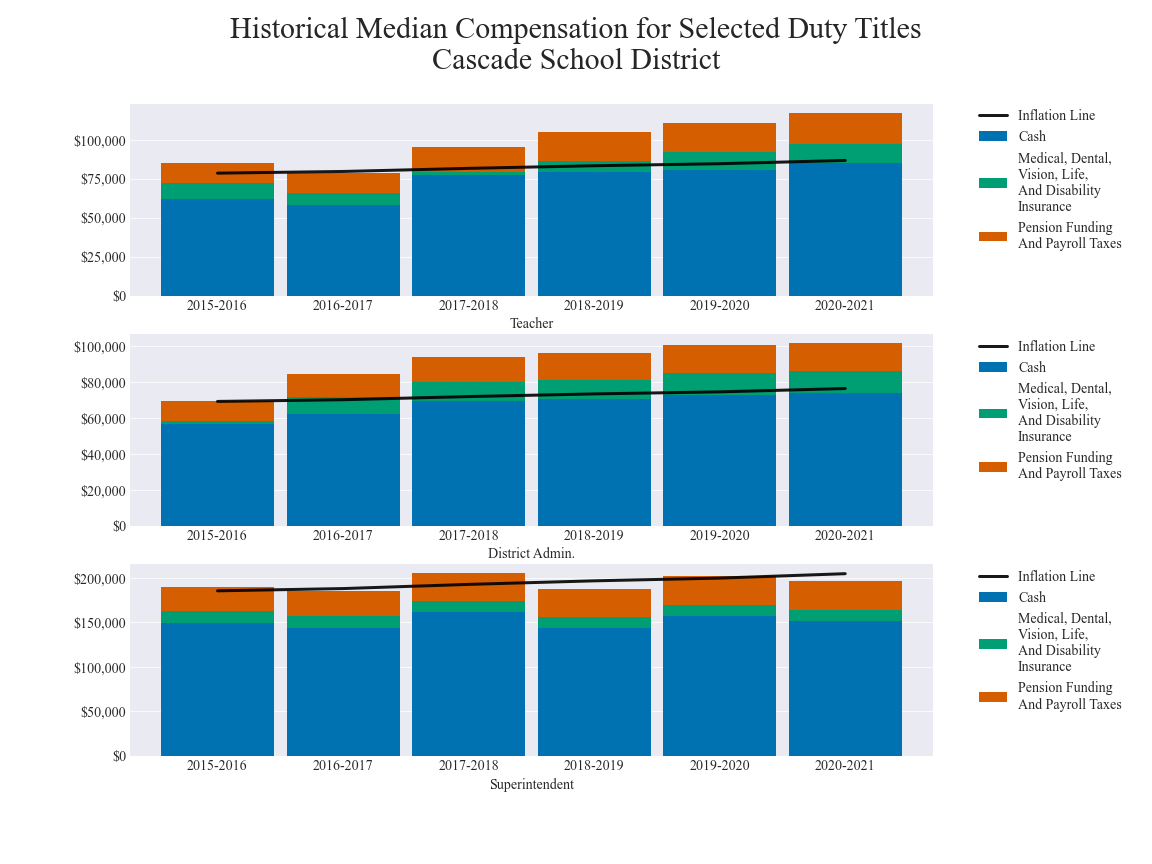 Historical Median Compensation for Selected Duty Titles
Cascade School District
$100,000
$75,000
$50,000
$25,000
$0
2015-2016 2016-2017 2017-2018 2018-2019 2019-2020 2020-2021
Teacher
Inflation Line
Cash
Medical, Dental,
Vision, Life,
And Disability
Insurance
Pension Funding
And Payroll Taxes
$100,000
$80,000
$60,000
$40,000
$20,000
$0
2015-2016 2016-2017 2017-2018 2018-2019 2019-2020 2020-2021
District Admin.
Inflation Line
Cash
Medical, Dental,
Vision, Life,
And Disability
Insurance
Pension Funding
And Payroll Taxes
$200,000
$150,000
$100,000
$50,000
$0
2015-2016 2016-2017 2017-2018 2018-2019 2019-2020 2020-2021
Superintendent
Inflation Line
Cash
Medical, Dental,
Vision, Life,
And Disability
Insurance
Pension Funding
And Payroll Taxes